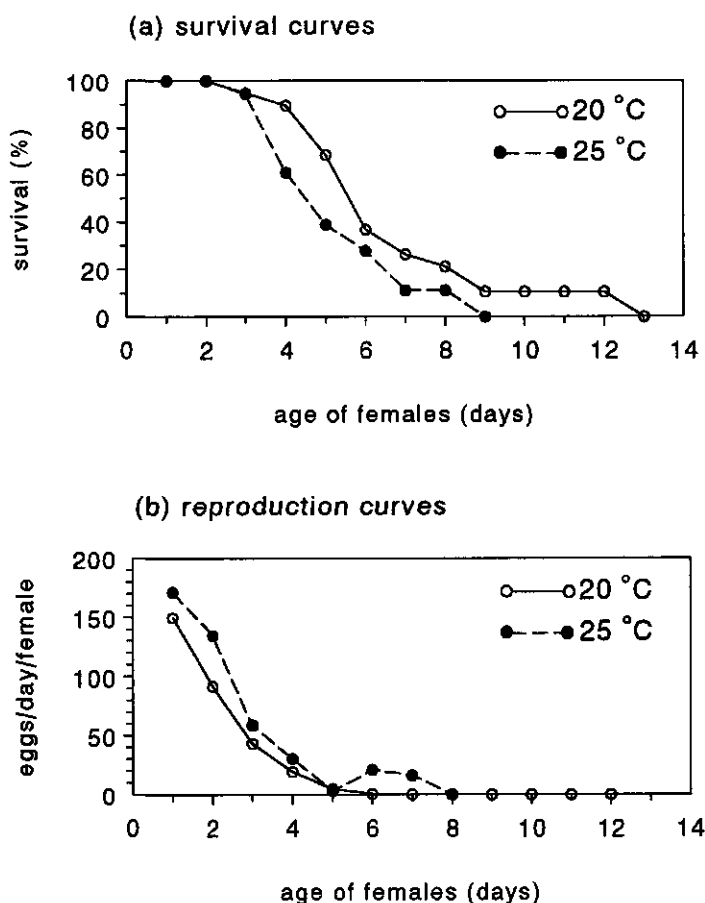 (a) survival curves
100
80
60
40
20
0
survival (%)
20 °C
25 °C
0 2 4 6 8 10 12 14
age of females (days)
(b) reproduction curves
200
150
100
50
0
eggs/day/female
20 °C
25 °C
0 2 4 6 8 10 12 14
age of females (days)